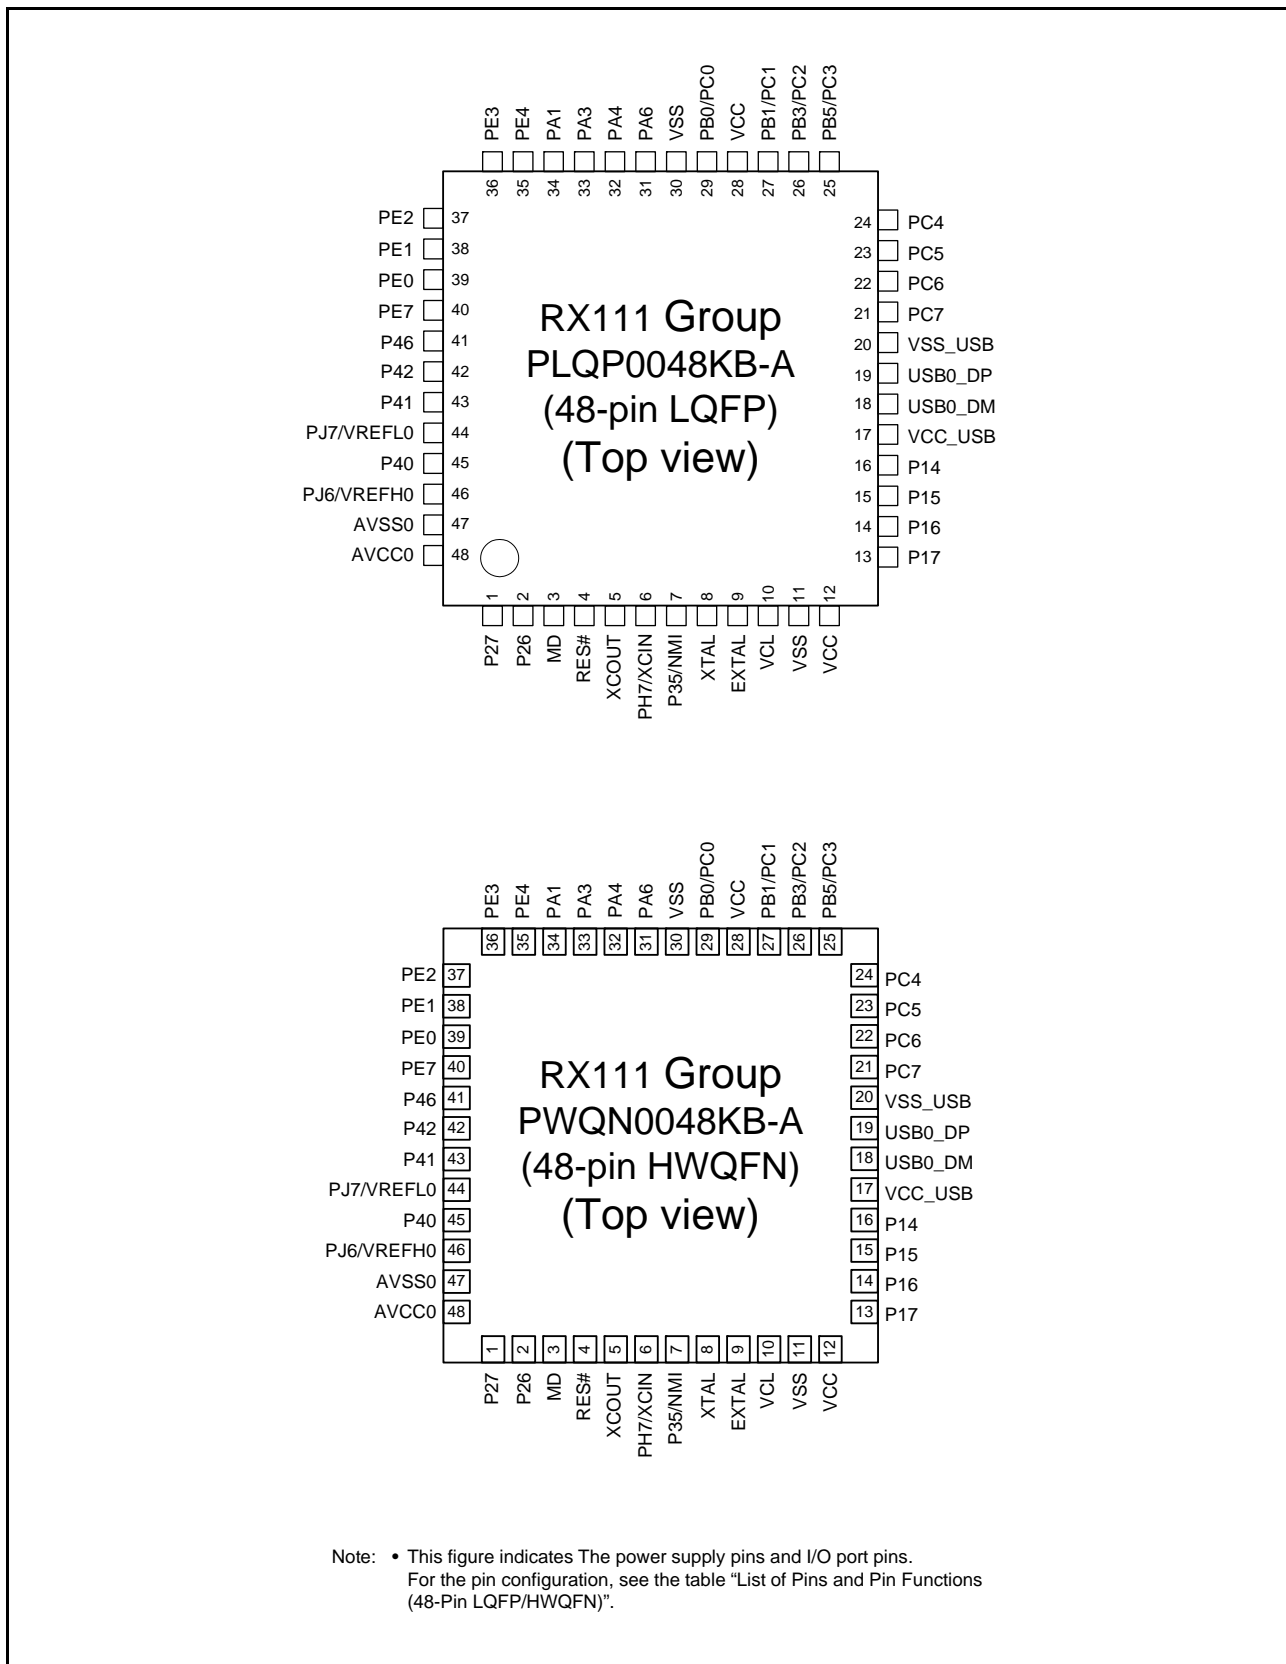 PE3
PE4
PA1
PA3
PA4
PA6
VSS
PB0/PC0
VCC
PB1/PC1
PB3/PC2
PB5/PC3
36
35
34
33
32
31
30
29
28
27
26
25
PE2 37
PE1 38
PE0 39
PE7 40
P46 41
P42 42
P41 43
PJ7/VREFL0 44
P40 45
PJ6/VREFH0 46
AVSS0 47
AVCC0 48
RX111 Group
PLQP0048KB-A
(48-pin LQFP)
(Top view)
24 PC4
23 PC5
22 PC6
21 PC7
20 VSS_USB
19 USB0_DP
18 USB0_DM
17 VCC_USB
16 P14
15 P15
14 P16
13 P17
1
2
3
4
5
6
7
8
9
10
11
12
P27
P26
MD
RES#
XCOUT
PH7/XCIN
P35/NMI
XTAL
EXTAL
VCL
VSS
VCC
PE3
PE4
PA1
PA3
PA4
PA6
VSS
PB0/PC0
VCC
PB1/PC1
PB3/PC2
PB5/PC3
36
35
34
33
32
31
30
29
28
27
26
25
PE2 37
PE1 38
PE0 39
PE7 40
P46 41
P42 42
P41 43
PJ7/VREFL0 44
P40 45
PJ6/VREFH0 46
AVSS0 47
AVCC0 48
RX111 Group
PWQN0048KB-A
(48-pin HWQFN)
(Top view)
24 PC4
23 PC5
22 PC6
21 PC7
20 VSS_USB
19 USB0_DP
18 USB0_DM
17 VCC_USB
16 P14
15 P15
14 P16
13 P17
1
2
3
4
5
6
7
8
9
10
11
12
P27
P26
MD
RES#
XCOUT
PH7/XCIN
P35/NMI
XTAL
EXTAL
VCL
VSS
VCC
Note: • This figure indicates The power supply pins and I/O port pins.
For the pin configuration, see the table “List of Pins and Pin Functions
(48-Pin LQFP/HWQFN)”.